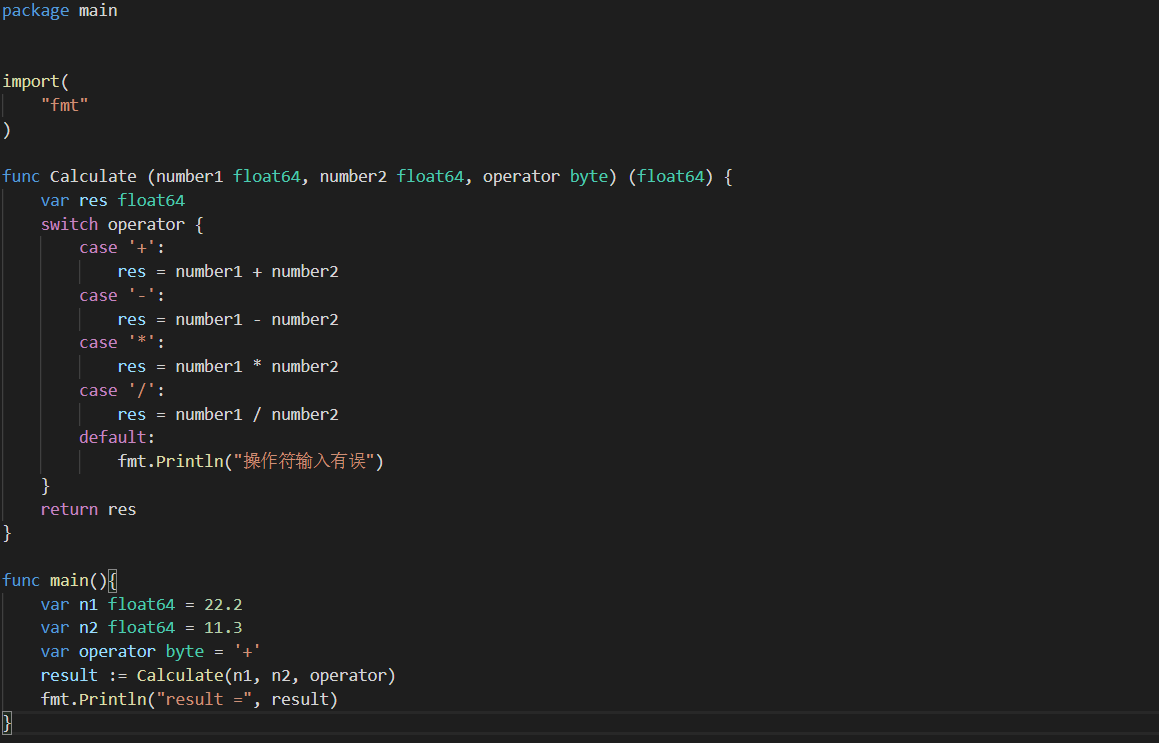 package main
import(
"fmt"
)
func Calculate (number1 float64, number2 float64, operator byte) (float64) {
var res float64
switch operator {
case '+':
res = number1 + number2
case '-':
res = number1 - number2
case '*':
res = number1 * number2
case '/':
res = number1 / number2
default:
fmt.Println("操作符输入有误")
}
return res
}
func main(){
var n1 float64 = 22.2
var n2 float64 = 11.3
var operator byte = '+'
result := Calculate(n1, n2, operator)
fmt.Println("result =", result)
}